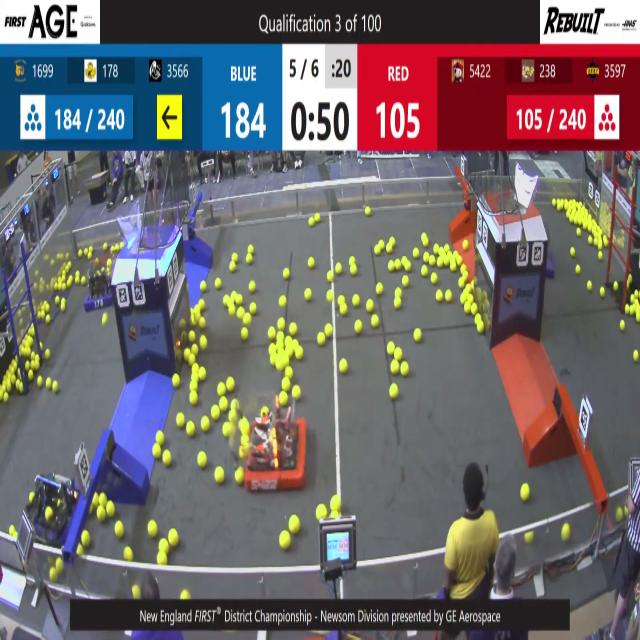 FIRST AGE
Qualification 3 of 100
REBUILT
1699 178 3566 BLUE 5 / 6 :20 RED 5422 238 3597
184 / 240 184 0:50 105 105 / 240
New England FIRST® District Championship - Newsom Division presented by GE Aerospace